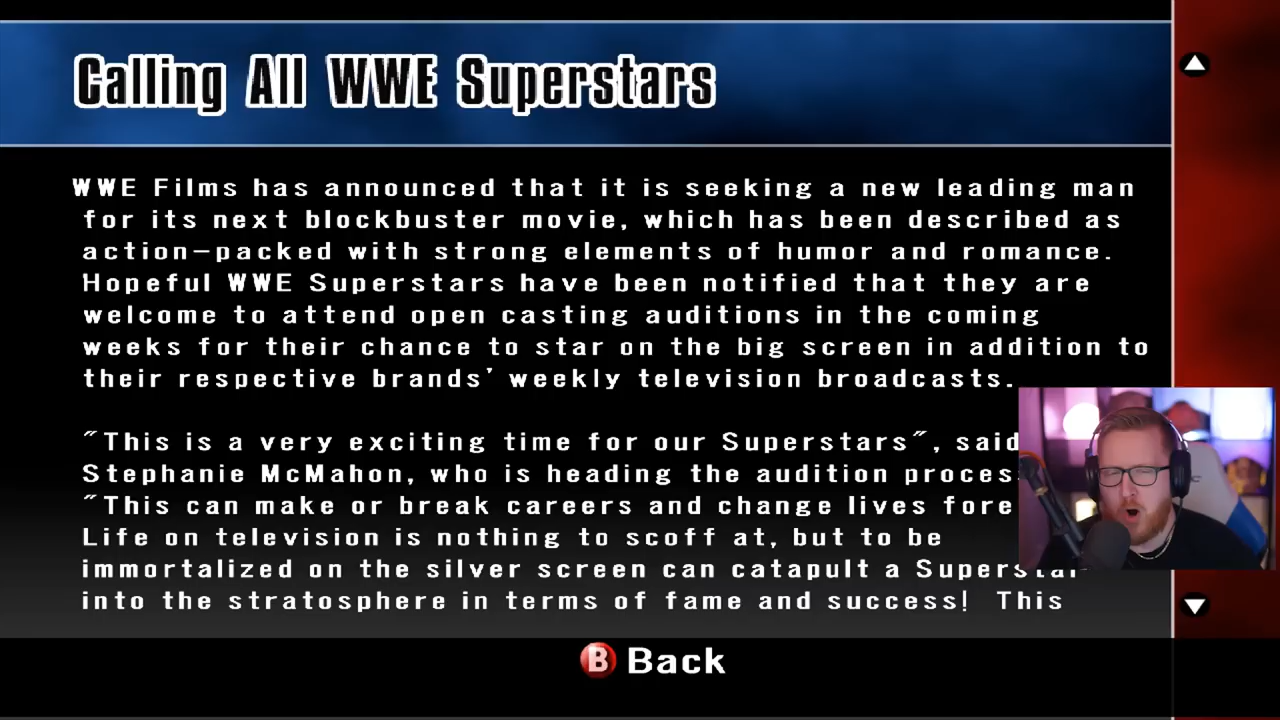 Calling All WWE Superstars
WWE Films has announced that it is seeking a new leading man
for its next blockbuster movie, which has been described as
action-packed with strong elements of humor and romance.
Hopeful WWE Superstars have been notified that they are
welcome to attend open casting auditions in the coming
weeks for their chance to star on the big screen in addition to
their respective brands' weekly television broadcasts.
"This is a very exciting time for our Superstars", said
Stephanie McMahon, who is heading the audition
"This can make or break careers and change lives
Life on television is nothing to scoff at, but to be
immortalized on the silver screen can catapult a Superstar
into the stratosphere in terms of fame and success! This
B Back